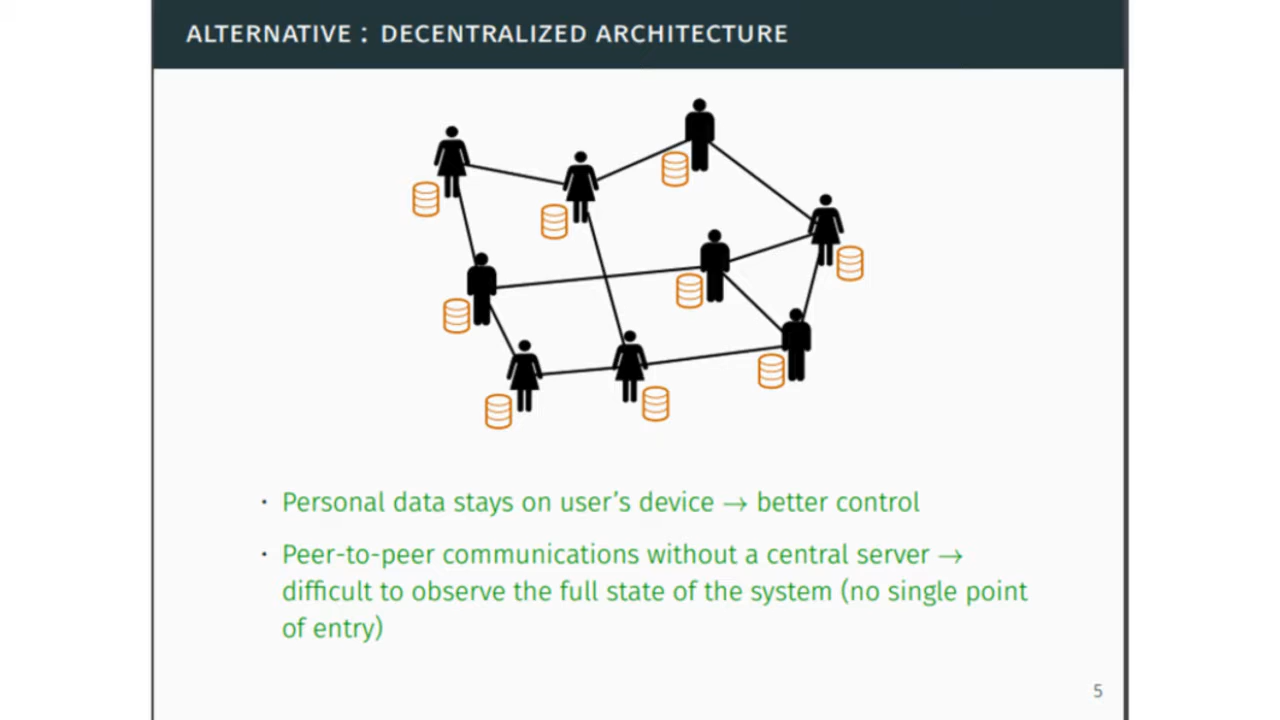 ALTERNATIVE : DECENTRALIZED ARCHITECTURE
· Personal data stays on user’s device → better control
· Peer-to-peer communications without a central server →
difficult to observe the full state of the system (no single point
of entry)
5